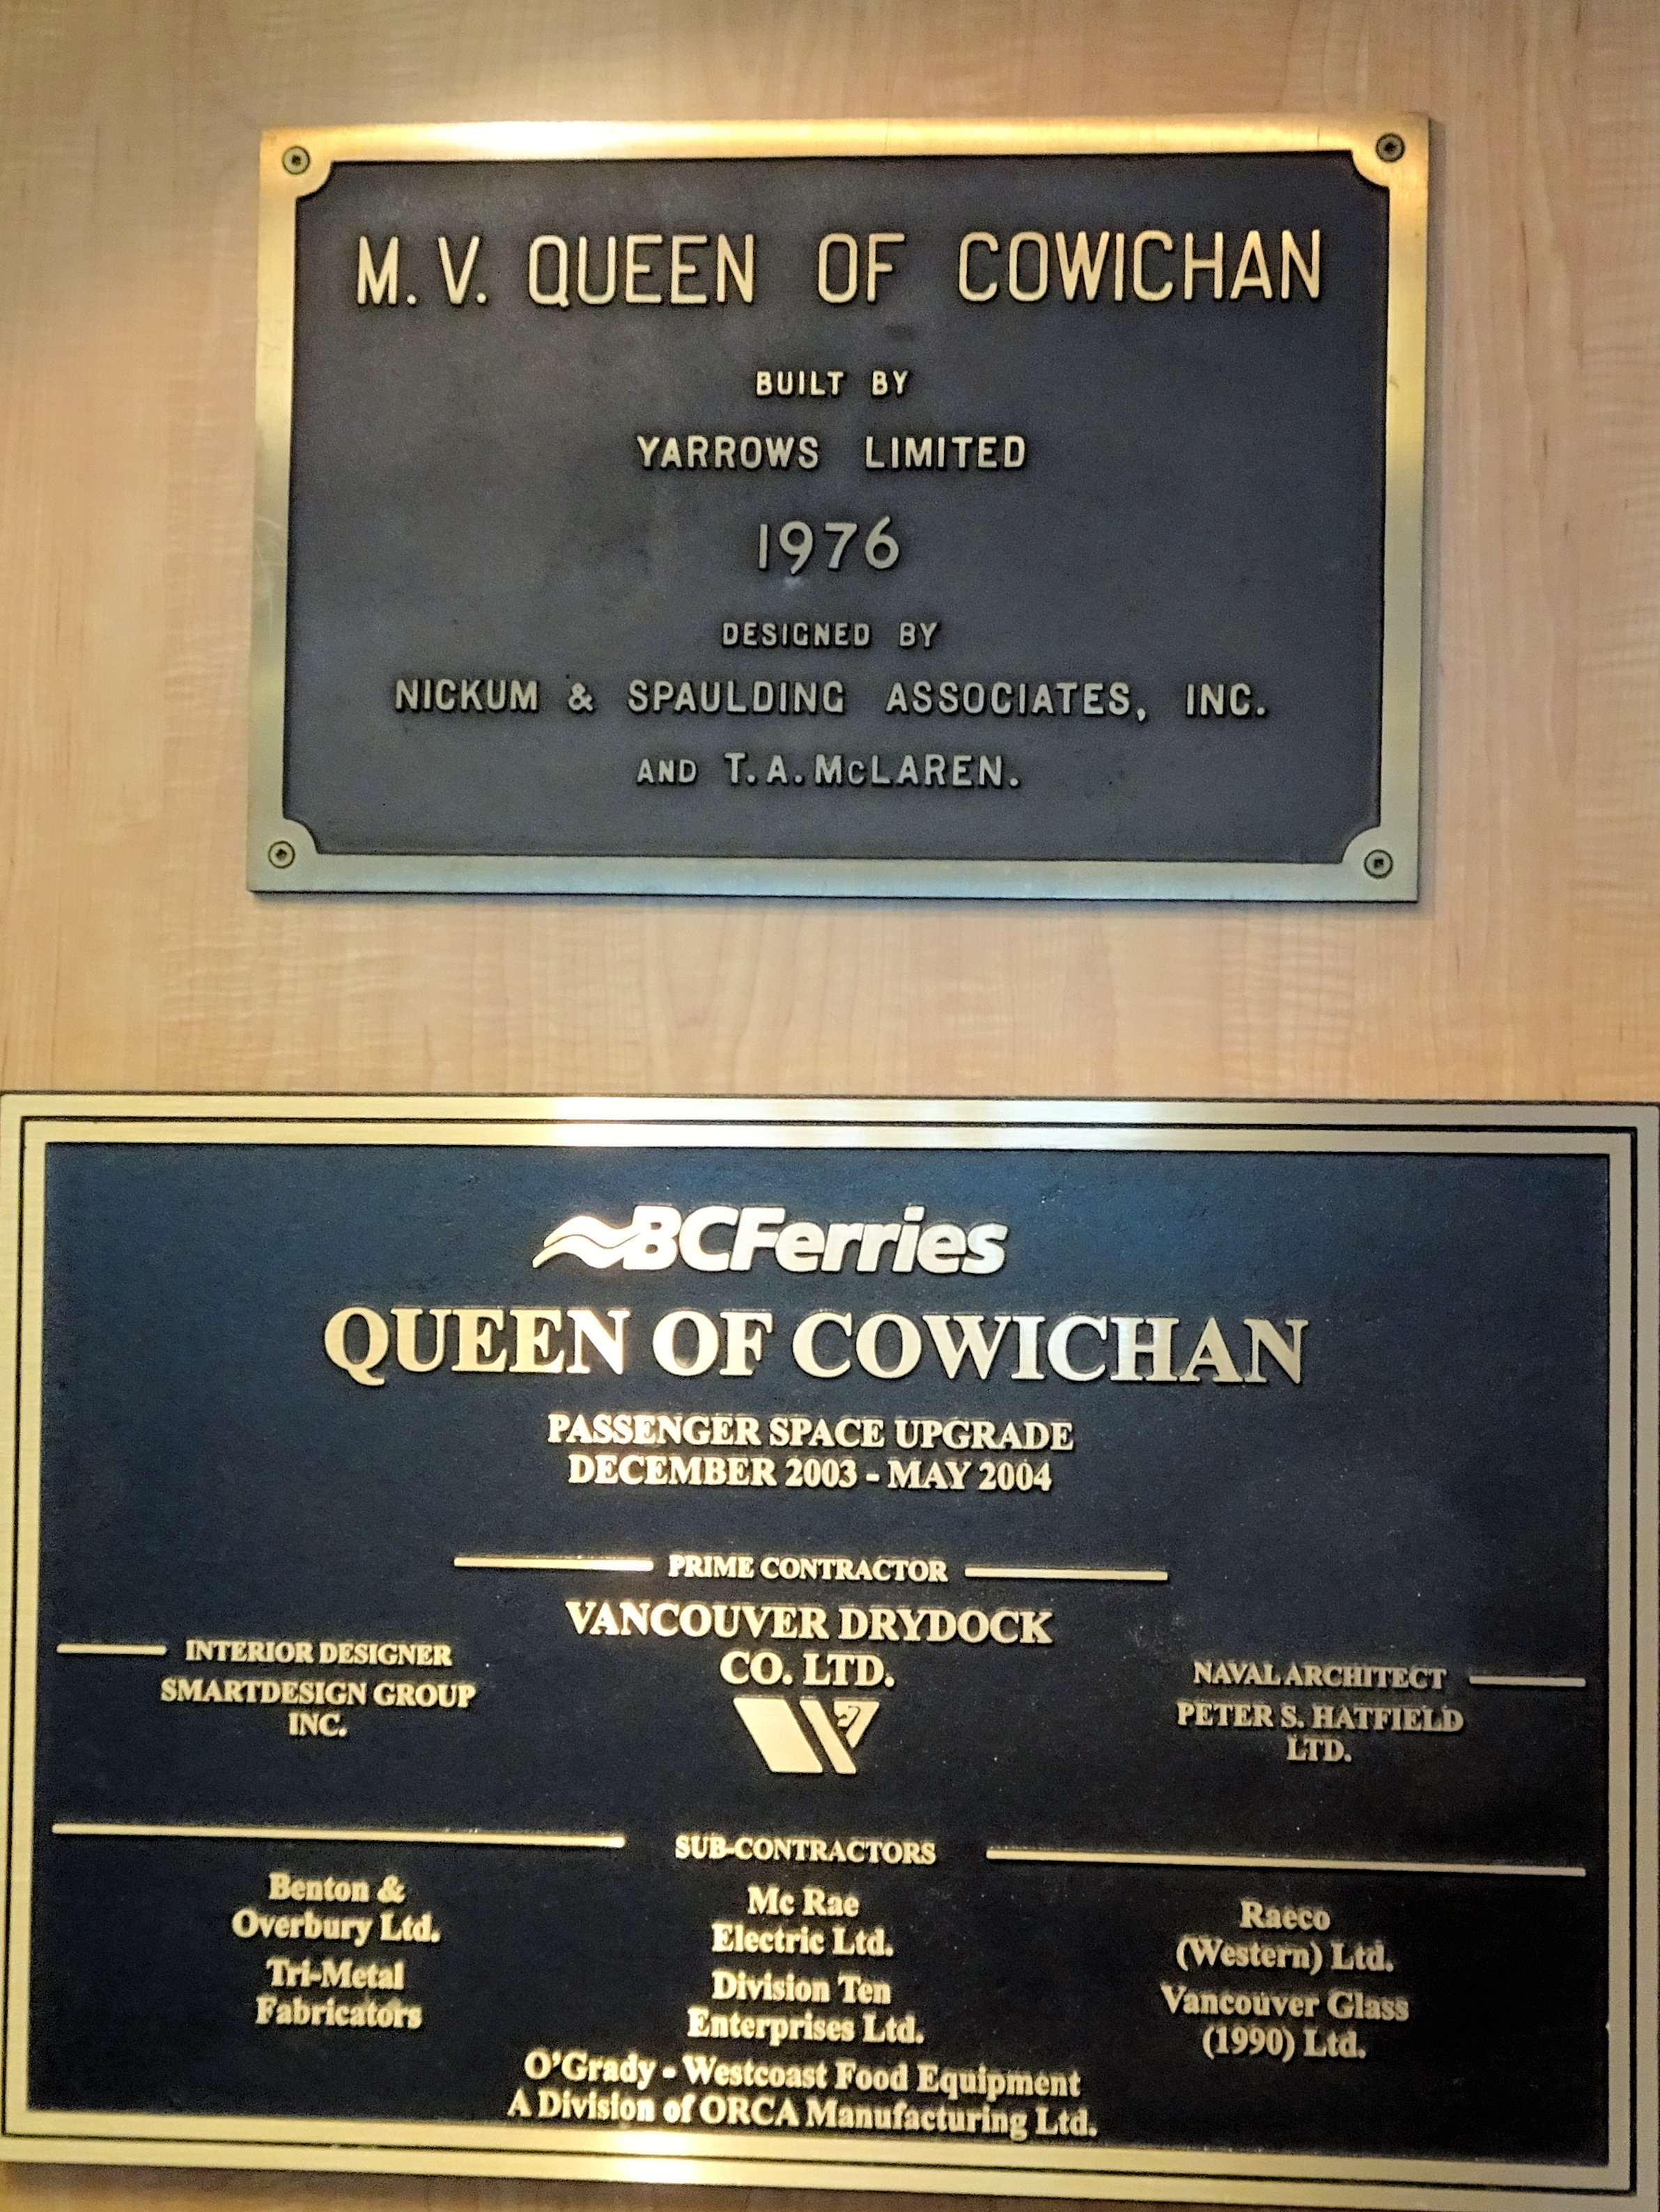 M. V. QUEEN OF COWICHAN
BUILT BY
YARROWS LIMITED
1976
DESIGNED BY
NICKUM & SPAULDING ASSOCIATES, INC.
AND T. A. McLAREN.
BCFerries
QUEEN OF COWICHAN
PASSENGER SPACE UPGRADE
DECEMBER 2003 - MAY 2004
PRIME CONTRACTOR
VANCOUVER DRYDOCK
CO. LTD.
INTERIOR DESIGNER
SMARTDESIGN GROUP
INC.
NAVAL ARCHITECT
PETER S. HATFIELD
LTD.
SUB-CONTRACTORS
Benton &
Overbury Ltd.
Tri-Metal
Fabricators
Mc Rae
Electric Ltd.
Division Ten
Enterprises Ltd.
Raeco
(Western) Ltd.
Vancouver Glass
(1990) Ltd.
O'Grady - Westcoast Food Equipment
A Division of ORCA Manufacturing Ltd.